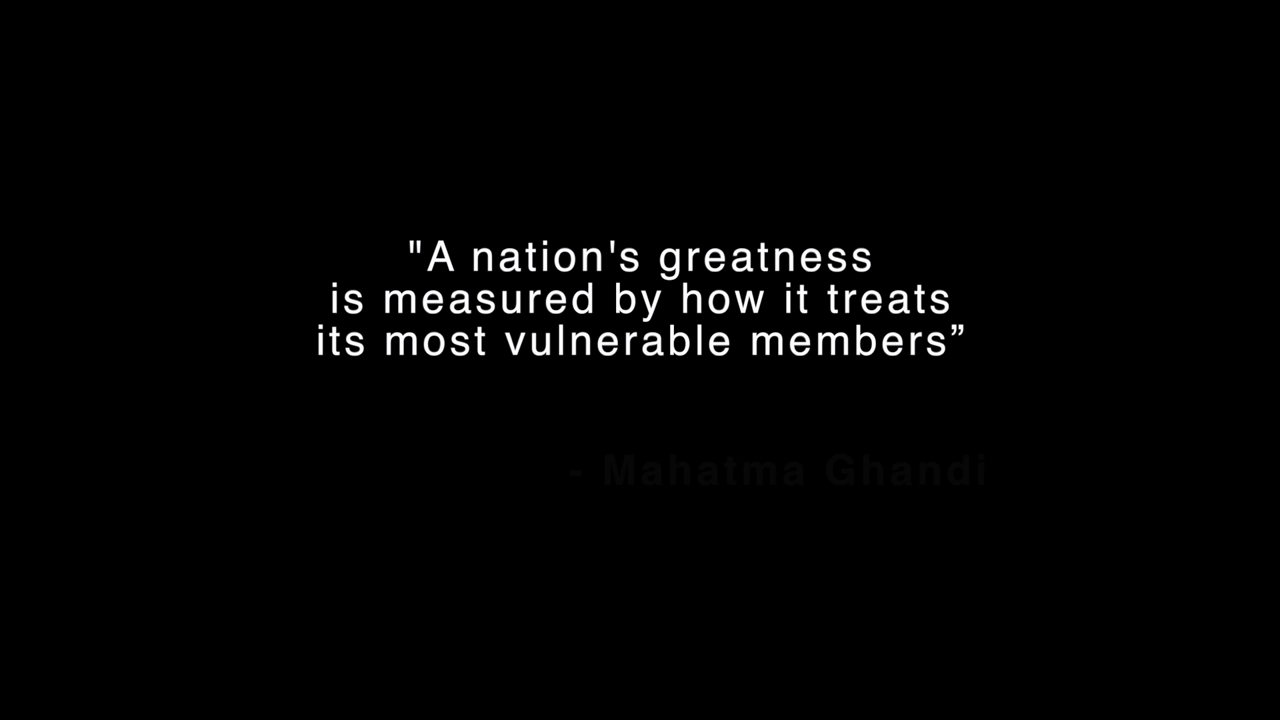 "A nation's greatness
is measured by how it treats
its most vulnerable members”
- Mahatma Ghandi